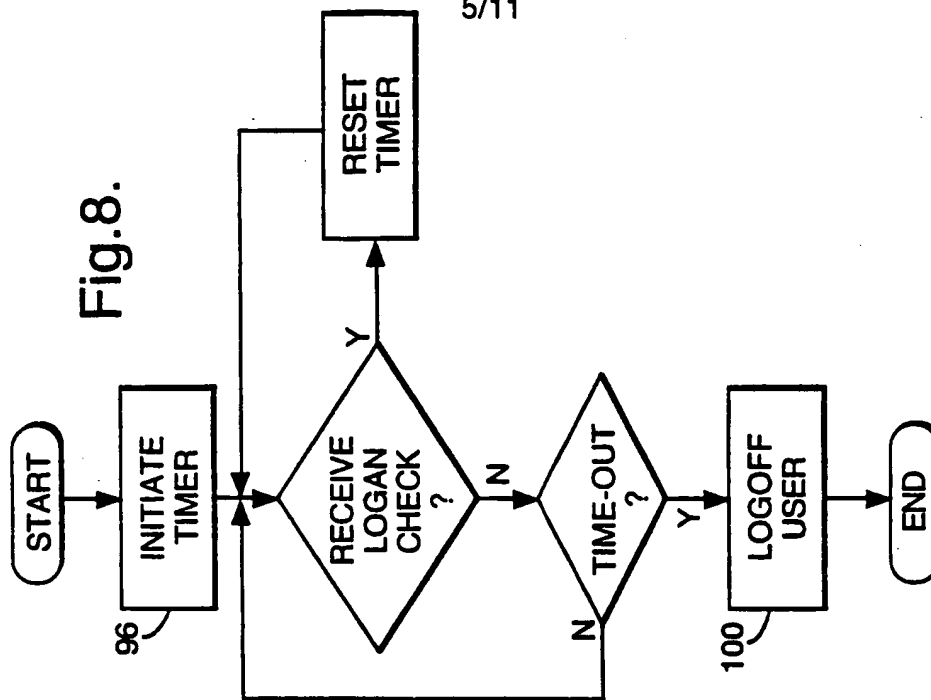 5/11
Fig.8.
START
INITIATE
TIMER
96
RECEIVE
LOGAN
CHECK
?
Y
RESET
TIMER
N
TIME-OUT
?
N
Y
LOGOFF
USER
100
END